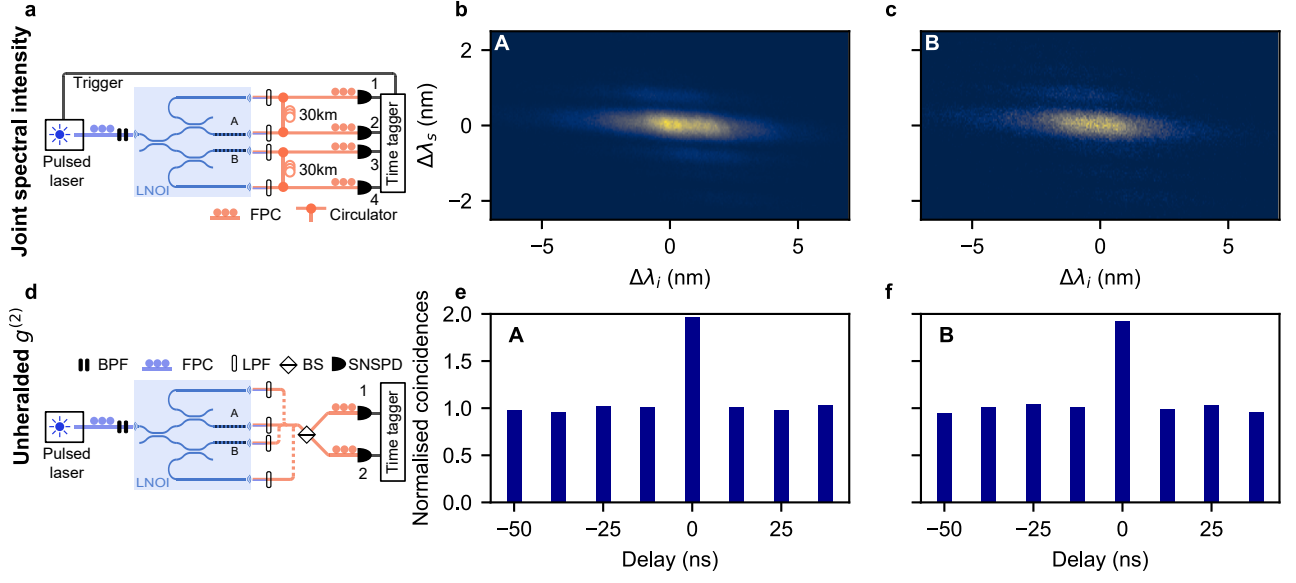 Joint spectral intensity
a
Trigger
Pulsed
laser
A
B
LNOI
30km
30km
1
2
3
4
Time tagger
FPC
Circulator
b
A
2
0
−2
Δλs (nm)
−5
0
5
Δλi (nm)
c
B
−5
0
5
Δλi (nm)
Unheralded g(2)
d
BPF
FPC
LPF
BS
SNSPD
Pulsed
laser
A
B
LNOI
1
2
Time tagger
e
A
Normalised coincidences
2.0
1.5
1.0
0.5
0.0
−50
−25
0
25
Delay (ns)
f
B
−50
−25
0
25
Delay (ns)